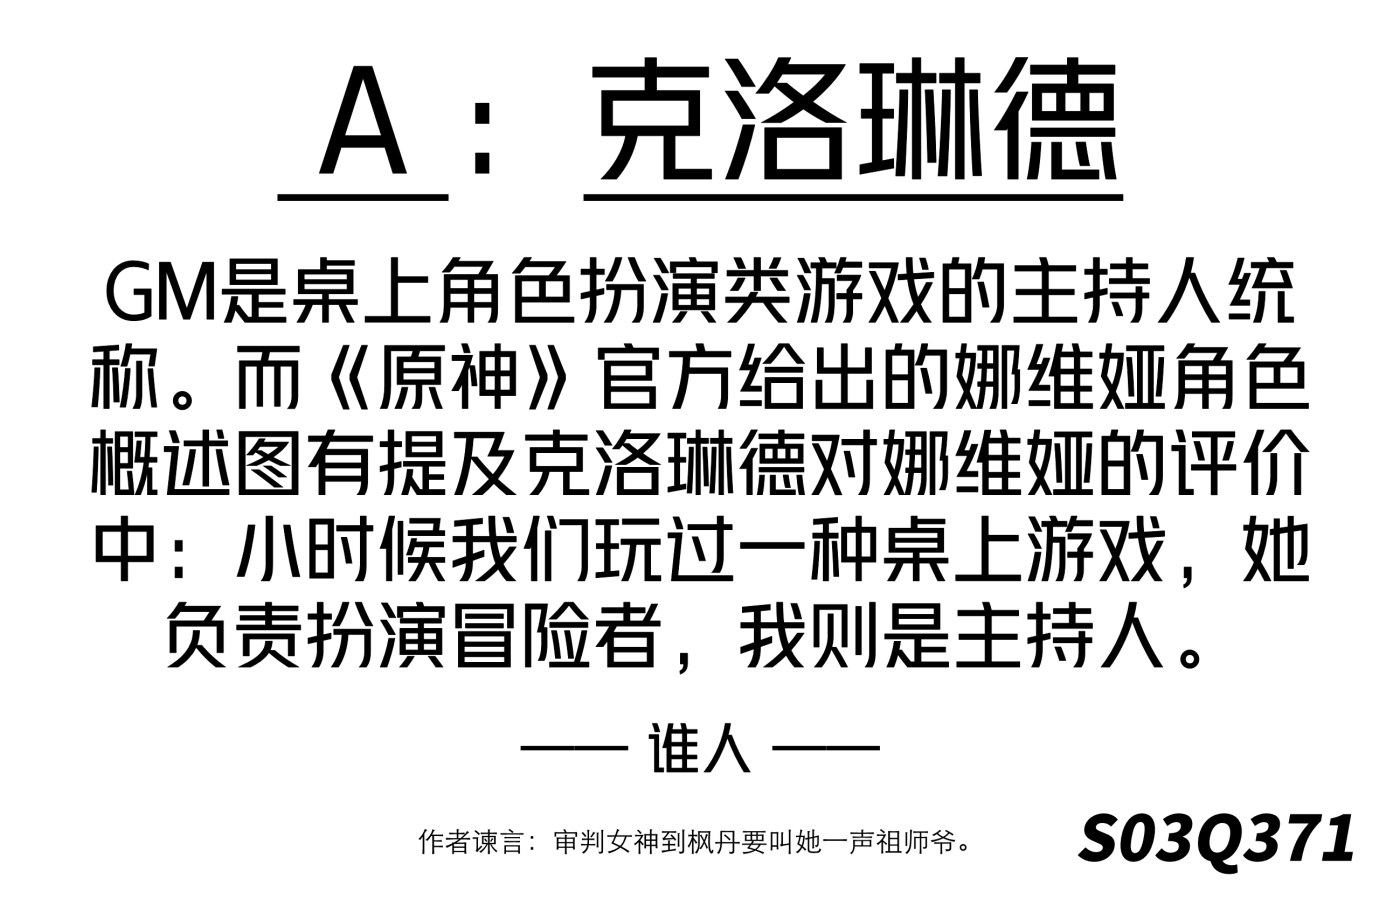 A：克洛琳德
GM是桌上角色扮演类游戏的主持人统
称。而《原神》官方给出的娜维娅角色
概述图有提及克洛琳德对娜维娅的评价
中：小时候我们玩过一种桌上游戏，她
负责扮演冒险者，我则是主持人。
—— 谁人 ——
作者谏言：审判女神到枫丹要叫她一声祖师爷。
S03Q371